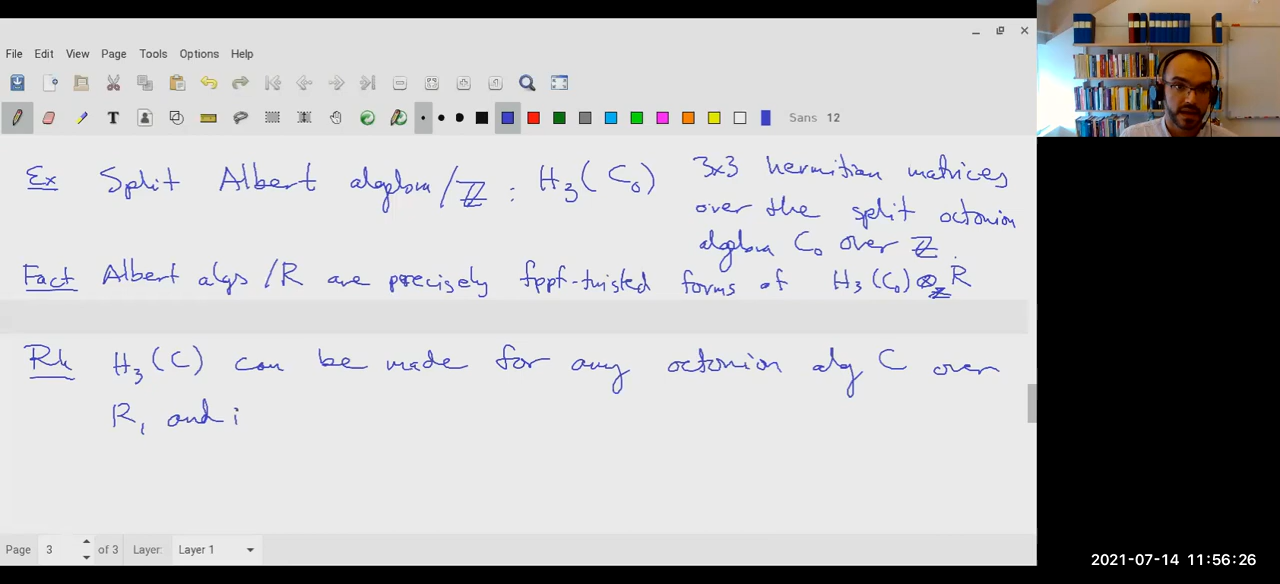 File Edit View Page Tools Options Help
Sans 12
Ex Split Albert algebra / ℤ : H₃(C₀) 3x3 hermitian matrices
over the split octonion
algebra C₀ over ℤ.
Fact Albert algs /R are precisely fppf-twisted forms of H₃(C₀)⊗_ℤ R
Rk H₃(C) can be made for any octonion alg C over
R, and i
Page 3 of 3 Layer: Layer 1
2021-07-14 11:56:26